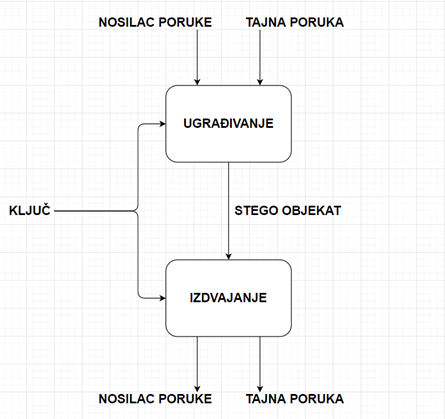 NOSILAC PORUKE
TAJNA PORUKA
UGRAĐIVANJE
KLJUČ
STEGO OBJEKAT
IZDVAJANJE
NOSILAC PORUKE
TAJNA PORUKA